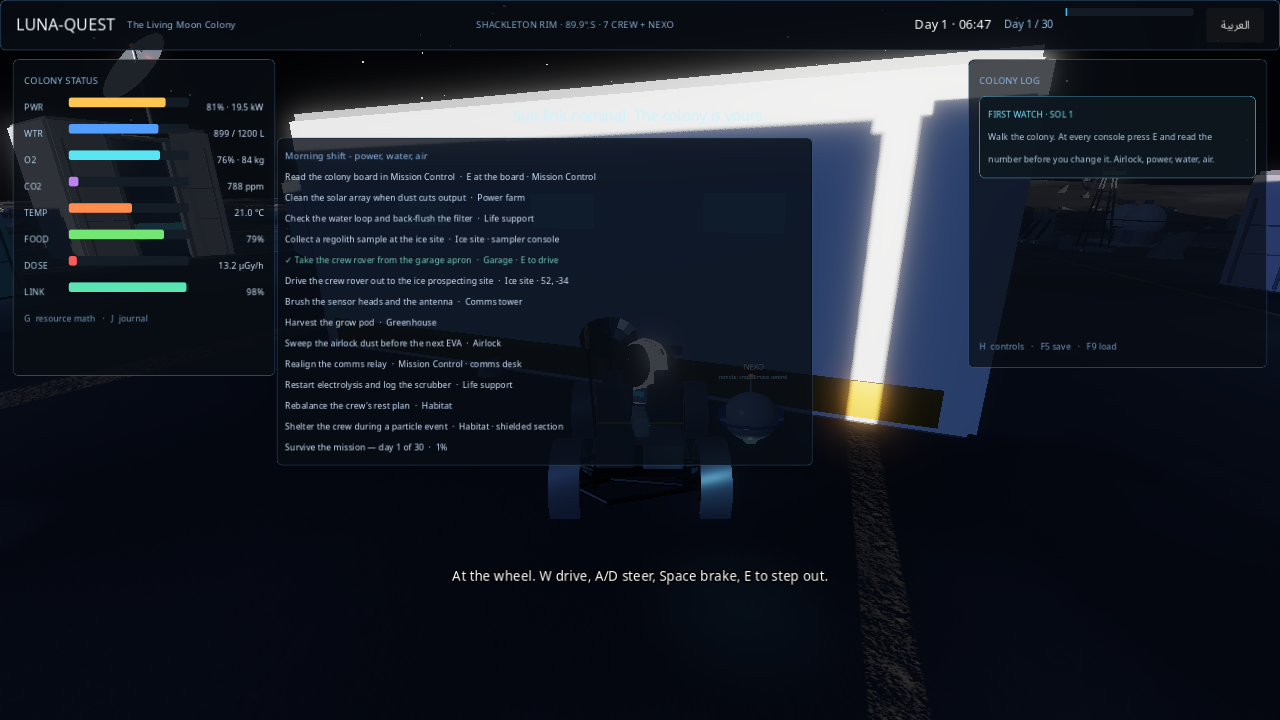 LUNA-QUEST The Living Moon Colony
SHACKLETON RIM · 89.9° S · 7 CREW + NEXO
Day 1 · 06:47 Day 1 / 30
العربية
COLONY STATUS
PWR 81% · 19.5 kW
WTR 899 / 1200 L
O2 76% · 84 kg
CO2 788 ppm
TEMP 21.0 °C
FOOD 79%
DOSE 13.2 µGy/h
LINK 98%
G resource math · J journal
nominal. The colony is yours
Morning shift - power, water, air
Read the colony board in Mission Control · E at the board · Mission Control
Clean the solar array when dust cuts output · Power farm
Check the water loop and back-flush the filter · Life support
Collect a regolith sample at the ice site · Ice site · sampler console
✓ Take the crew rover from the garage apron · Garage · E to drive
Drive the crew rover out to the ice prospecting site · Ice site · 52, -34
Brush the sensor heads and the antenna · Comms tower
Harvest the grow pod · Greenhouse
Sweep the airlock dust before the next EVA · Airlock
Realign the comms relay · Mission Control · comms desk
Restart electrolysis and log the scrubber · Life support
Rebalance the crew's rest plan · Habitat
Shelter the crew during a particle event · Habitat · shielded section
Survive the mission — day 1 of 30 · 1%
NEXO
COLONY LOG
FIRST WATCH · SOL 1
Walk the colony. At every console press E and read the
number before you change it. Airlock, power, water, air.
H controls · F5 save · F9 load
At the wheel. W drive, A/D steer, Space brake, E to step out.